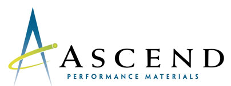 ASCEND
PERFORMANCE MATERIALS